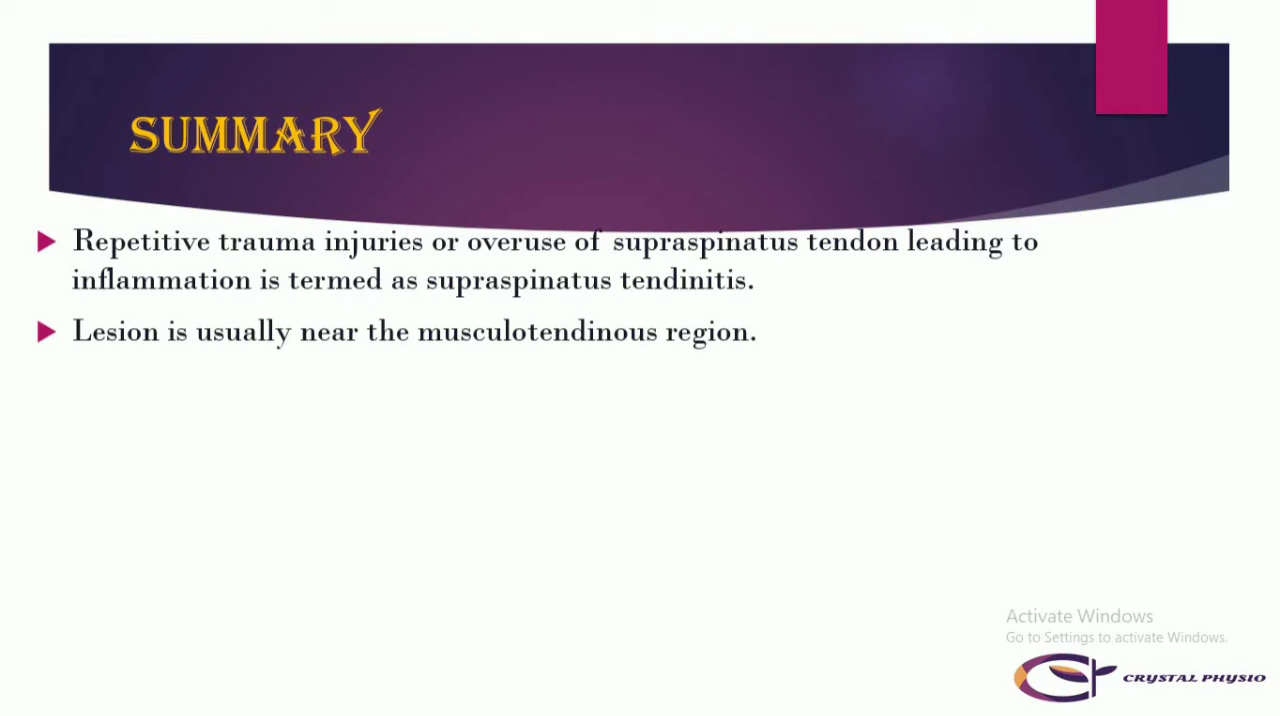 SUMMARY
Repetitive trauma injuries or overuse of supraspinatus tendon leading to
inflammation is termed as supraspinatus tendinitis.
Lesion is usually near the musculotendinous region.
Activate Windows
Go to Settings to activate Windows.
CRYSTAL PHYSIO